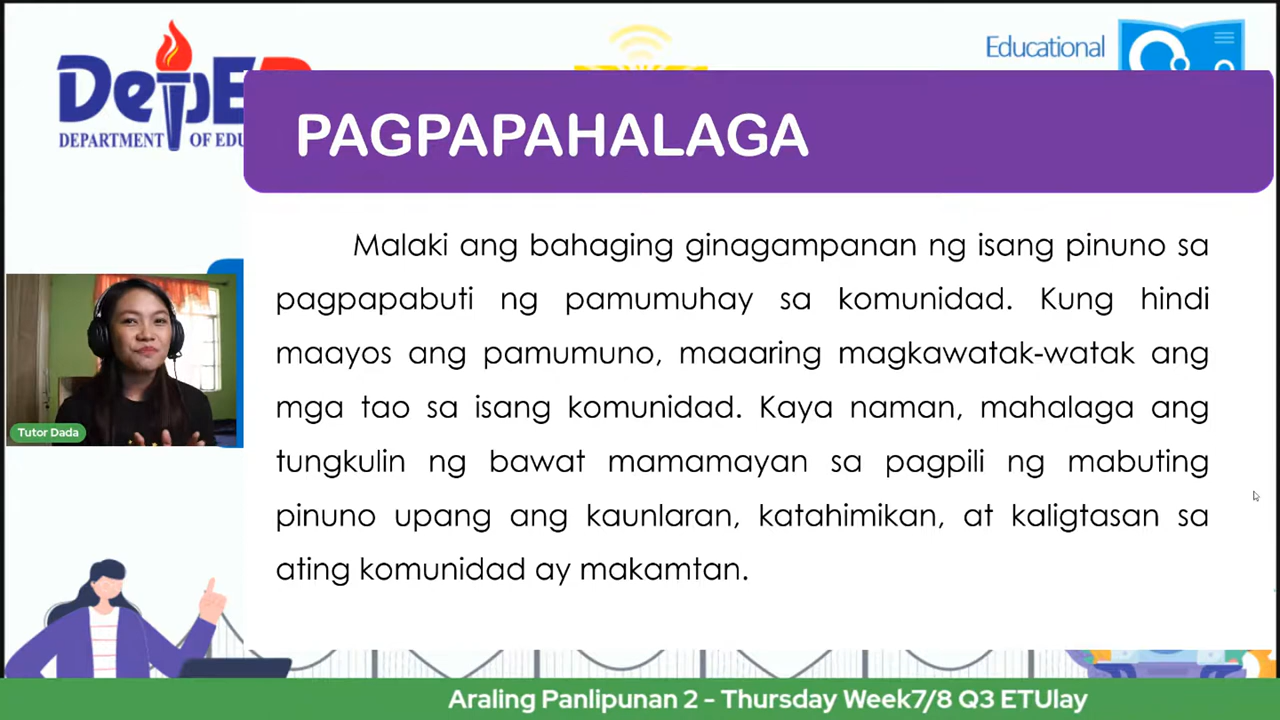 DepED
DEPARTMENT OF EDU
Educational
PAGPAPAHALAGA
Malaki ang bahaging ginagampanan ng isang pinuno sa
pagpapabuti ng pamumuhay sa komunidad. Kung hindi
maayos ang pamumuno, maaaring magkawatak-watak ang
mga tao sa isang komunidad. Kaya naman, mahalaga ang
tungkulin ng bawat mamamayan sa pagpili ng mabuting
pinuno upang ang kaunlaran, katahimikan, at kaligtasan sa
ating komunidad ay makamtan.
Tutor Dada
Araling Panlipunan 2 - Thursday Week7/8 Q3 ETUlay